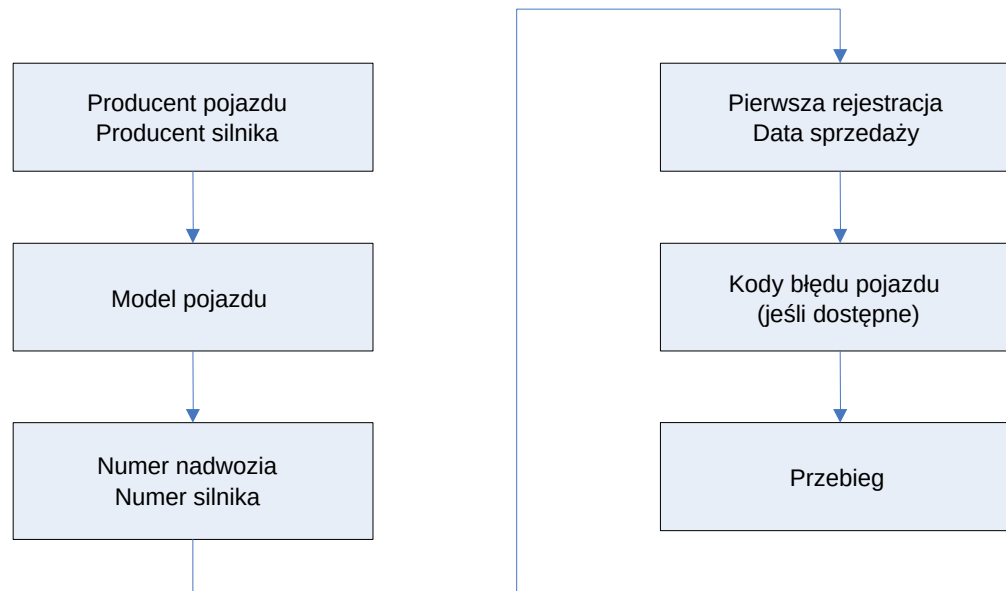 Producent pojazdu
Producent silnika
Model pojazdu
Numer nadwozia
Numer silnika
Pierwsza rejestracja
Data sprzedaży
Kody błędu pojazdu
(jeśli dostępne)
Przebieg